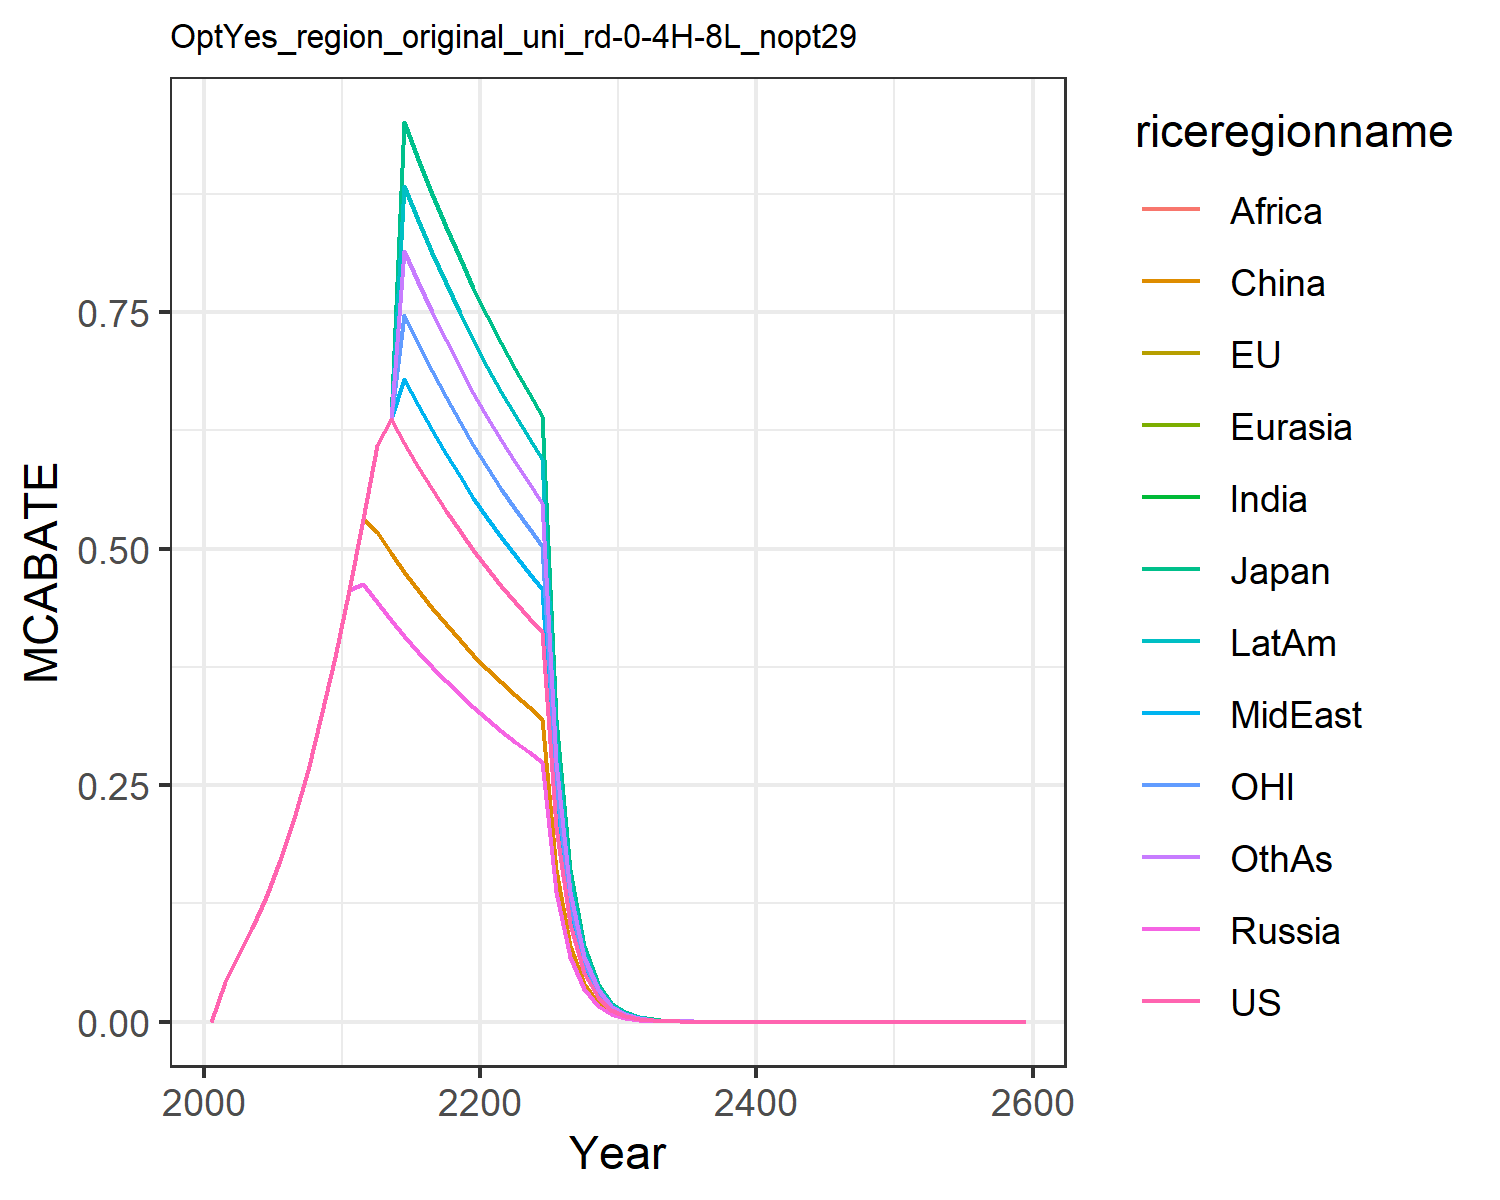 OptYes_region_original_uni_rd-0-4H-8L_nopt29
MCABATE
0.75
0.50
0.25
0.00
2000 2200 2400 2600
Year
riceregionname
Africa
China
EU
Eurasia
India
Japan
LatAm
MidEast
OHI
OthAs
Russia
US